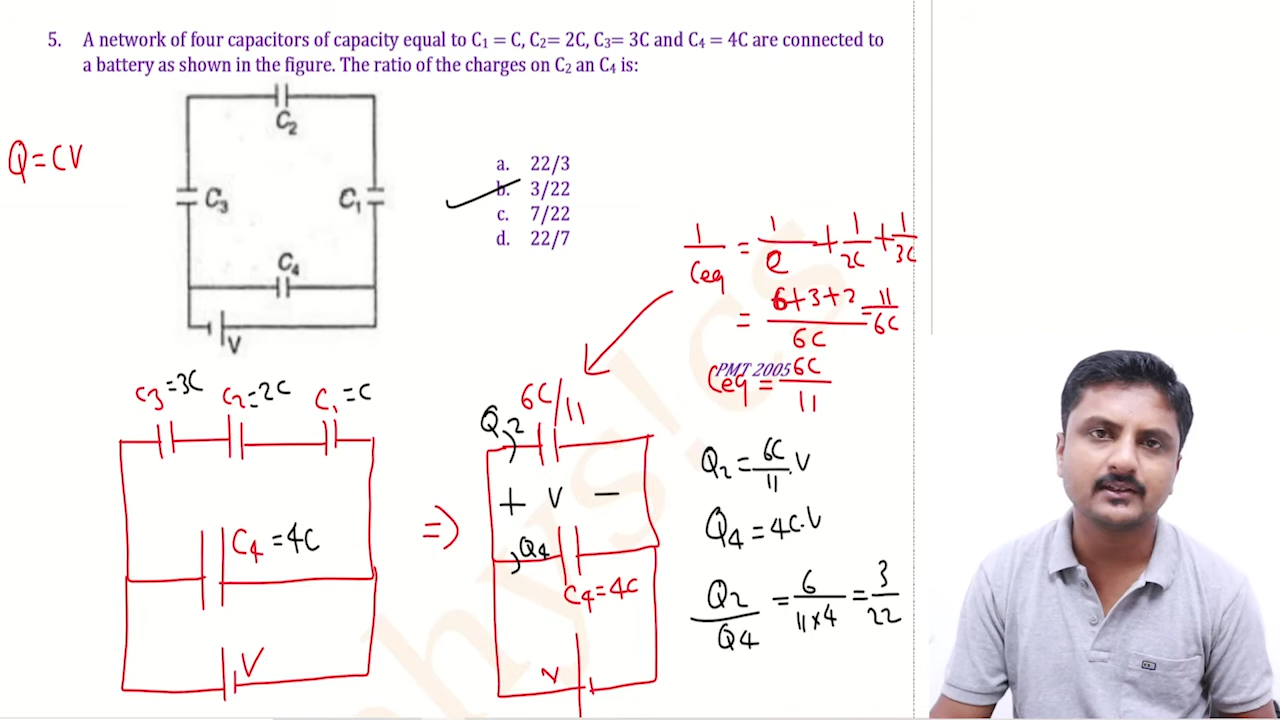 5. A network of four capacitors of capacity equal to C₁ = C, C₂= 2C, C₃= 3C and C₄ = 4C are connected to
a battery as shown in the figure. The ratio of the charges on C₂ an C₄ is:
C₂
Q=CV
C₃
C₁
C₄
V
a. 22/3
b. 3/22
c. 7/22
d. 22/7
1/Ceq = 1/C + 1/2C + 1/3C
= 6+3+2/6C = 11/6C
PMT 2005
Ceq = 6C/11
C₃=3C C₂=2C C₁=C
C₄=4C
V
=>
6C/11
Q₂
+ V −
Q₄
C₄=4C
V
Q₂ = 6C/11 . V
Q₄ = 4C.V
Q₂/Q₄ = 6/11×4 = 3/22
physics